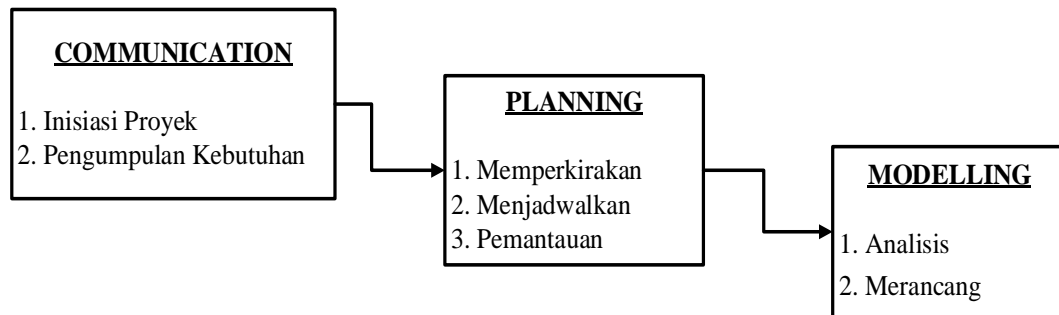 COMMUNICATION
1. Inisiasi Proyek
2. Pengumpulan Kebutuhan
PLANNING
1. Memperkirakan
2. Menjadwalkan
3. Pemantauan
MODELLING
1. Analisis
2. Merancang